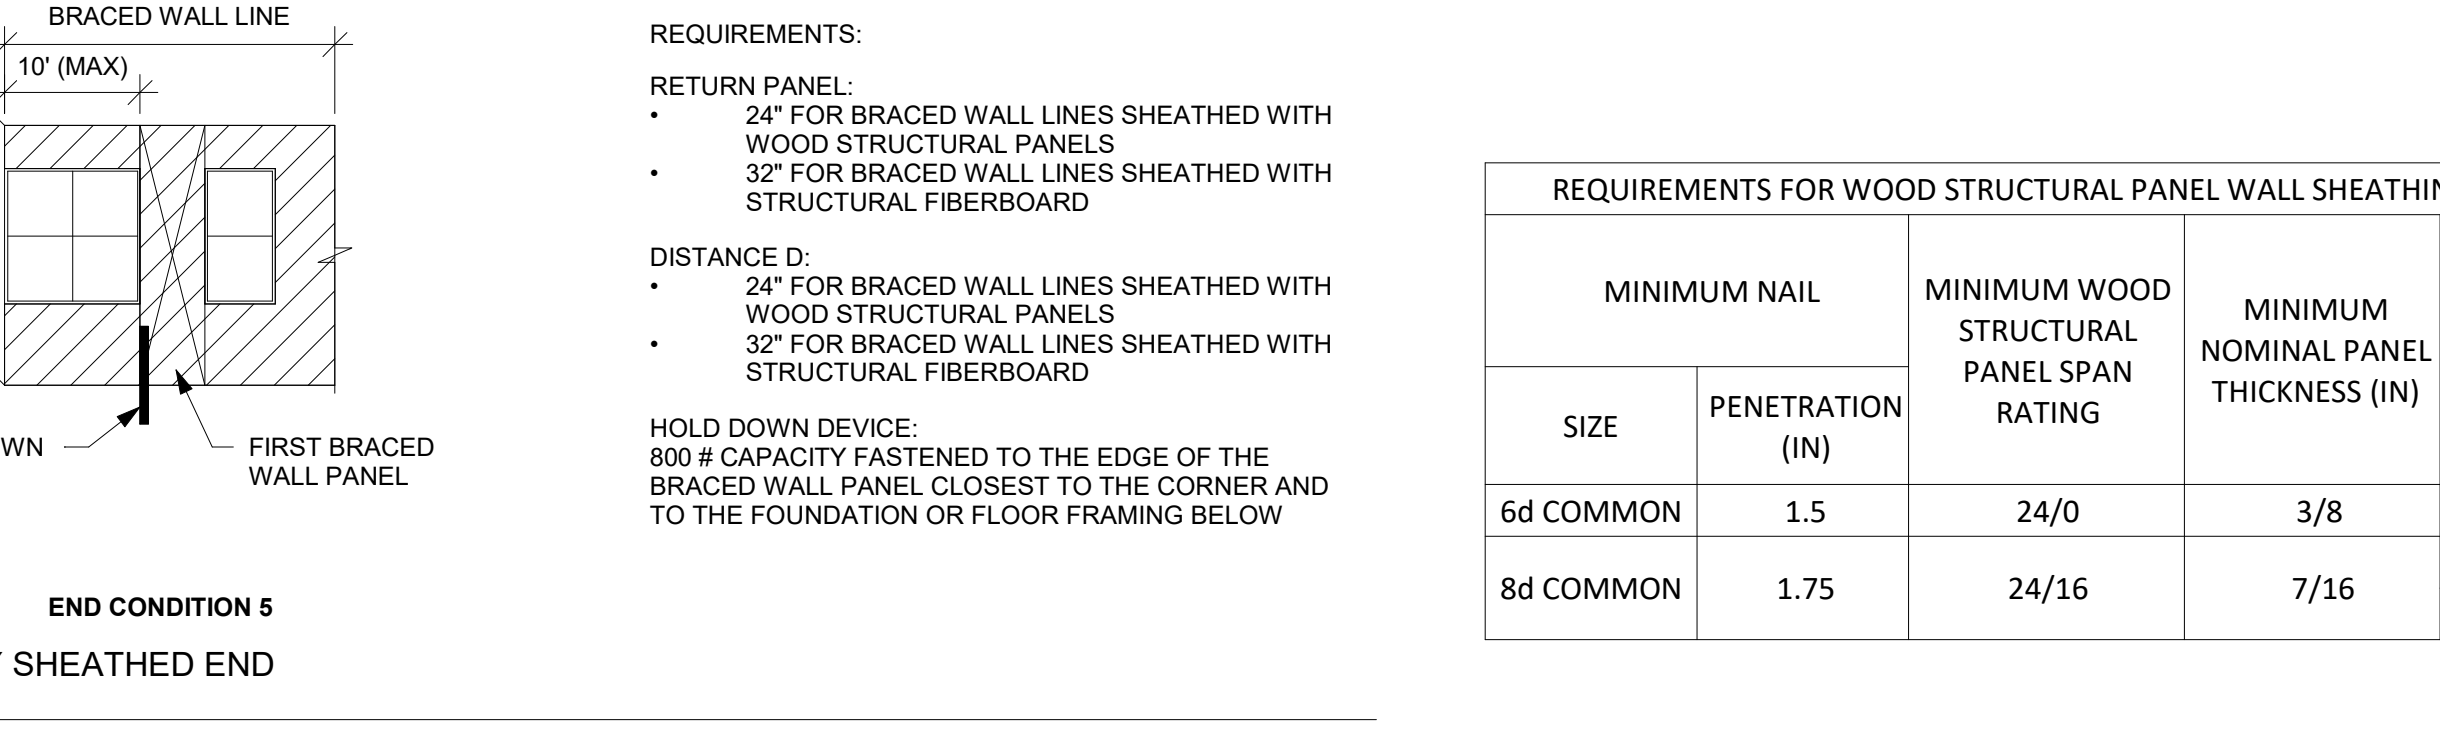 BRACED WALL LINE
10' (MAX)
WN
FIRST BRACED
WALL PANEL
END CONDITION 5
SHEATHED END
REQUIREMENTS:
RETURN PANEL:
• 24" FOR BRACED WALL LINES SHEATHED WITH
WOOD STRUCTURAL PANELS
• 32" FOR BRACED WALL LINES SHEATHED WITH
STRUCTURAL FIBERBOARD
DISTANCE D:
• 24" FOR BRACED WALL LINES SHEATHED WITH
WOOD STRUCTURAL PANELS
• 32" FOR BRACED WALL LINES SHEATHED WITH
STRUCTURAL FIBERBOARD
HOLD DOWN DEVICE:
800 # CAPACITY FASTENED TO THE EDGE OF THE
BRACED WALL PANEL CLOSEST TO THE CORNER AND
TO THE FOUNDATION OR FLOOR FRAMING BELOW
REQUIREMENTS FOR WOOD STRUCTURAL PANEL WALL SHEATHIN
MINIMUM NAIL
SIZE
PENETRATION
(IN)
MINIMUM WOOD
STRUCTURAL
PANEL SPAN
RATING
MINIMUM
NOMINAL PANEL
THICKNESS (IN)
6d COMMON 1.5 24/0 3/8
8d COMMON 1.75 24/16 7/16